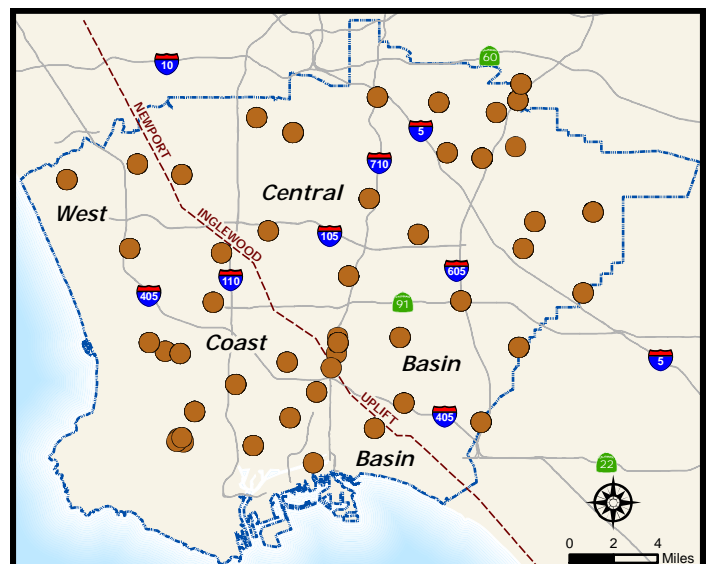 10
60
NEWPORT
5
710
Central
West
INGLEWOOD
105
110
605
405
91
Coast
Basin
5
UPLIFT
405
Basin
22
0 2 4
Miles